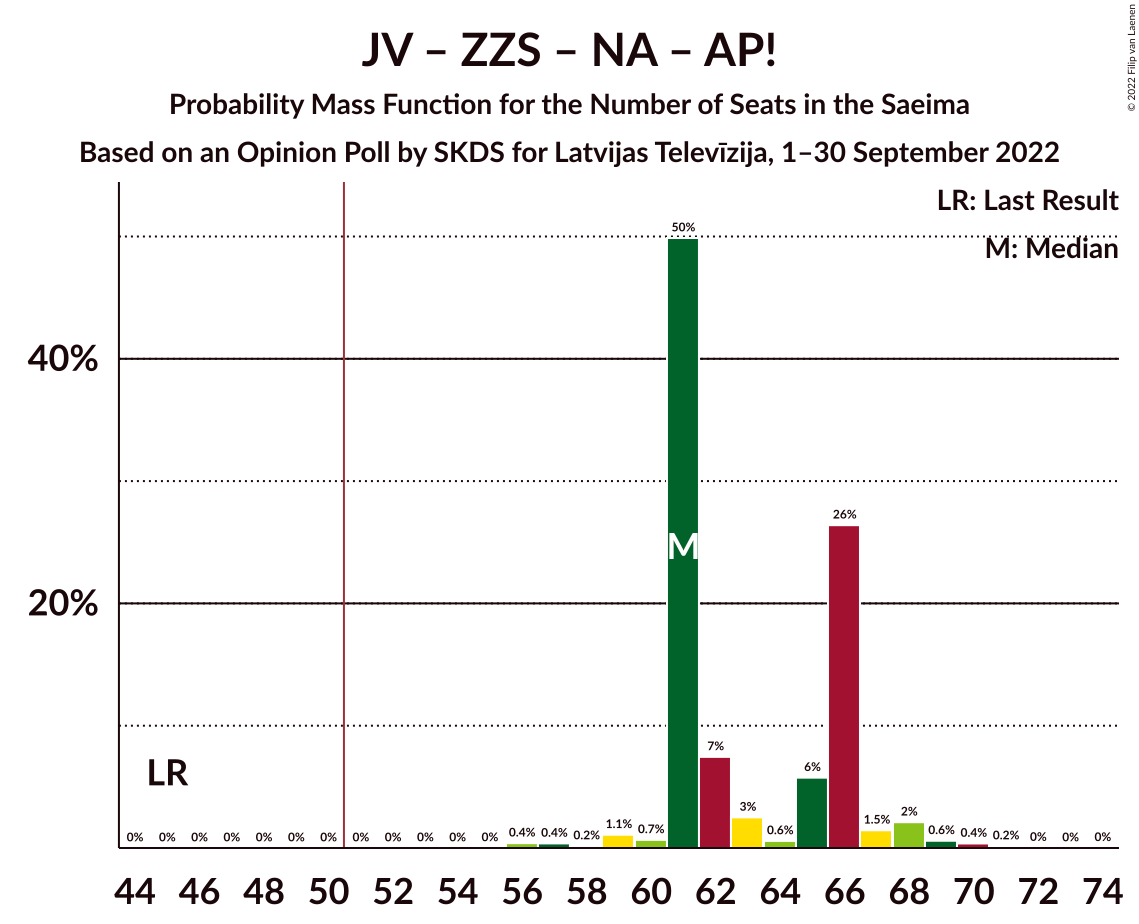 JV – ZZS – NA – AP!
Probability Mass Function for the Number of Seats in the Saeima
Based on an Opinion Poll by SKDS for Latvijas Televīzija, 1–30 September 2022
© 2022 Filip van Laenen
LR: Last Result
M: Median
40%
20%
LR
M
0% 0% 0% 0% 0% 0% 0% 0% 0% 0% 0% 0% 0.4% 0.4% 0.2% 1.1% 0.7% 50% 7% 3% 0.6% 6% 26% 1.5% 2% 0.6% 0.4% 0.2% 0% 0% 0%
44 46 48 50 52 54 56 58 60 62 64 66 68 70 72 74